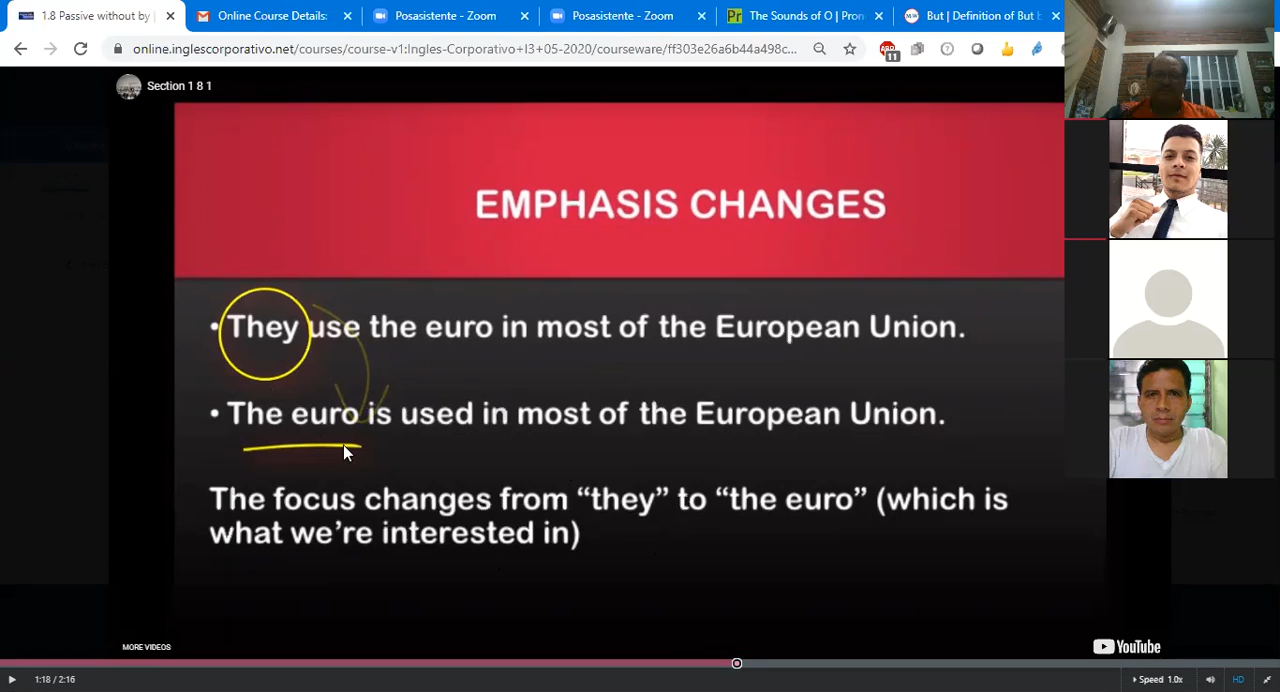 1.8 Passive without by |
Online Course Details:
Posasistente - Zoom
Posasistente - Zoom
The Sounds of O | Pron
But | Definition of But b
online.inglescorporativo.net/courses/course-v1:Ingles-Corporativo+I3+05-2020/courseware/ff303e26a6b44a498c...
11
Section 1 8 1
EMPHASIS CHANGES
• They use the euro in most of the European Union.
• The euro is used in most of the European Union.
The focus changes from “they” to “the euro” (which is
what we’re interested in)
MORE VIDEOS
YouTube
1:18 / 2:16
Speed 1.0x
HD